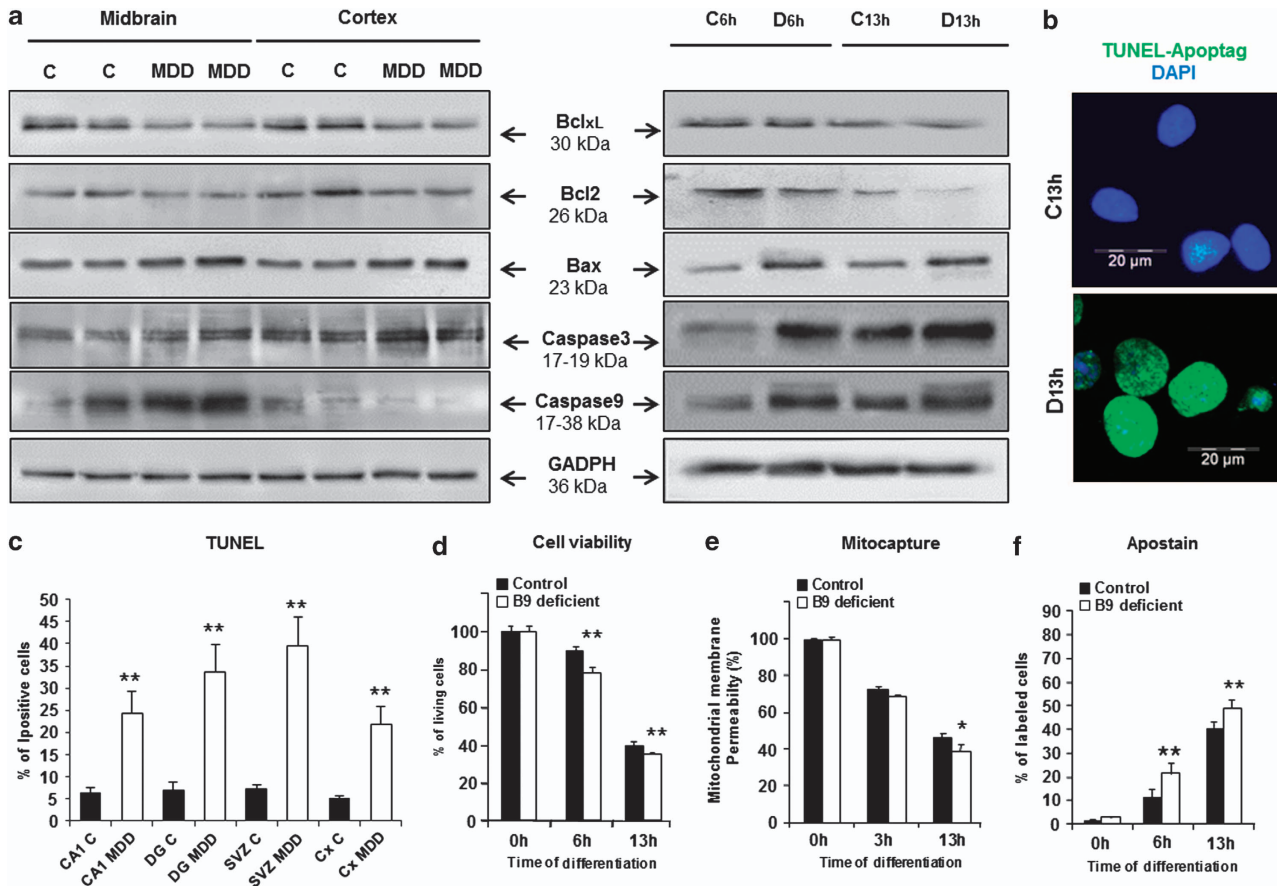 a
Midbrain Cortex
C C MDD MDD C C MDD MDD
C6h D6h C13h D13h
BclxL
30 kDa
Bcl2
26 kDa
Bax
23 kDa
Caspase3
17-19 kDa
Caspase9
17-38 kDa
GADPH
36 kDa
b
TUNEL-Apoptag
DAPI
C13h
20 µm
D13h
20 µm
c
TUNEL
% of Ipositive cells
50
45
40
35
30
25
20
15
10
5
0
** ** ** **
CA1 C
CA1 MDD
DG C
DG MDD
SVZ C
SVZ MDD
Cx C
Cx MDD
d
Cell viability
Control
B9 deficient
% of living cells
100
80
60
40
20
0
** **
0h 6h 13h
Time of differentiation
e
Mitocapture
Control
B9 deficient
Mitochondrial membrane
Permeabilty (%)
100
80
60
40
20
0
*
0h 3h 13h
Time of differentiation
f
Apostain
Control
B9 deficient
% of labeled cells
90
80
70
60
50
40
30
20
10
0
** **
0h 6h 13h
Time of differentiation